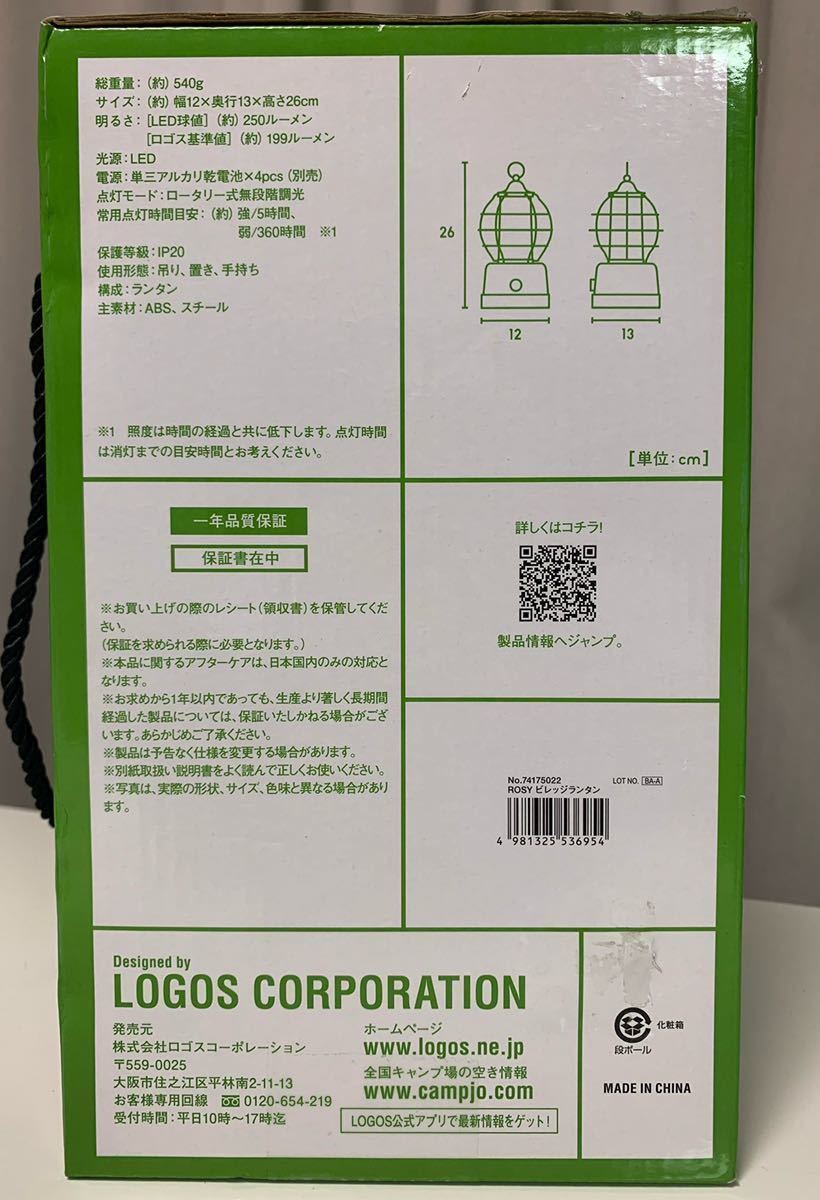 総重量：（約）540g
サイズ：（約）幅12×奥行13×高さ26cm
明るさ：[LED球値]（約）250ルーメン
[ロゴス基準値]（約）199ルーメン
光源：LED
電源：単三アルカリ乾電池×4pcs（別売）
点灯モード：ロータリー式無段階調光
常用点灯時間目安：（約）強/5時間、
弱/360時間　※1
保護等級：IP20
使用形態：吊り、置き、手持ち
構成：ランタン
主素材：ABS、スチール
※1　照度は時間の経過と共に低下します。点灯時間
は消灯までの目安時間とお考えください。
26
12
13
[単位：cm]
一年品質保証
保証書在中
※お買い上げの際のレシート（領収書）を保管してくだ
さい。
（保証を求められる際に必要となります。）
※本品に関するアフターケアは、日本国内のみの対応と
なります。
※お求めから1年以内であっても、生産より著しく長期間
経過した製品については、保証いたしかねる場合がござ
います。あらかじめご了承ください。
※製品は予告なく仕様を変更する場合があります。
※別紙取扱い説明書をよく読んで正しくお使いください。
※写真は、実際の形状、サイズ、色味と異なる場合があり
ます。
詳しくはコチラ!
製品情報へジャンプ。
No.74175022
LOT NO. BA-A
ROSY ビレッジランタン
4 981325 536954
Designed by
LOGOS CORPORATION
発売元
株式会社ロゴスコーポレーション
〒559-0025
大阪市住之江区平林南2-11-13
お客様専用回線 0120-654-219
受付時間：平日10時～17時迄
ホームページ
www.logos.ne.jp
全国キャンプ場の空き情報
www.campjo.com
LOGOS公式アプリで最新情報をゲット!
化粧箱
段ボール
MADE IN CHINA